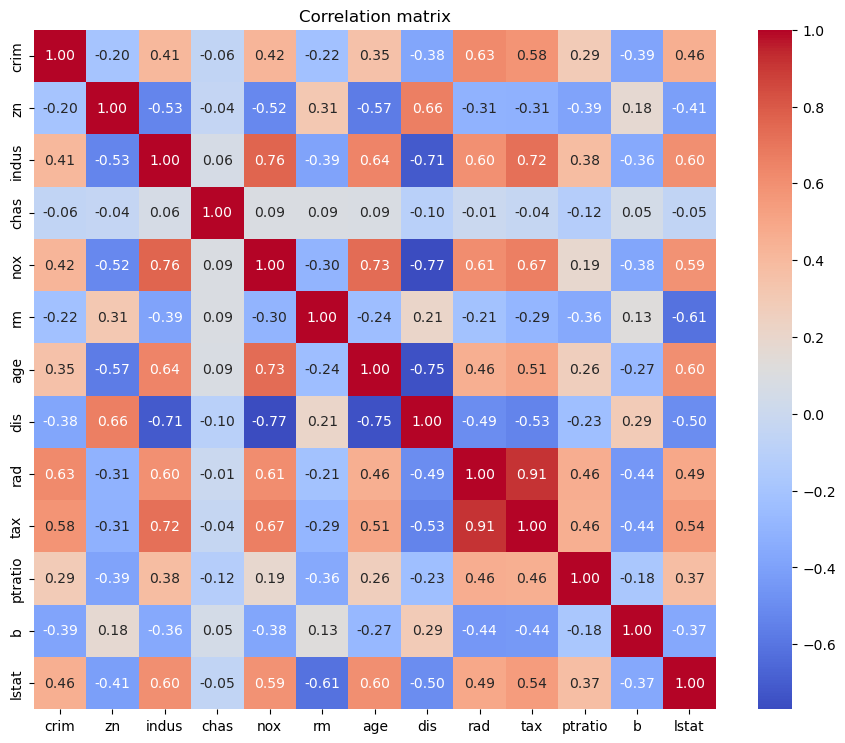 Correlation matrix
crim 1.00 -0.20 0.41 -0.06 0.42 -0.22 0.35 -0.38 0.63 0.58 0.29 -0.39 0.46
zn -0.20 1.00 -0.53 -0.04 -0.52 0.31 -0.57 0.66 -0.31 -0.31 -0.39 0.18 -0.41
indus 0.41 -0.53 1.00 0.06 0.76 -0.39 0.64 -0.71 0.60 0.72 0.38 -0.36 0.60
chas -0.06 -0.04 0.06 1.00 0.09 0.09 0.09 -0.10 -0.01 -0.04 -0.12 0.05 -0.05
nox 0.42 -0.52 0.76 0.09 1.00 -0.30 0.73 -0.77 0.61 0.67 0.19 -0.38 0.59
rm -0.22 0.31 -0.39 0.09 -0.30 1.00 -0.24 0.21 -0.21 -0.29 -0.36 0.13 -0.61
age 0.35 -0.57 0.64 0.09 0.73 -0.24 1.00 -0.75 0.46 0.51 0.26 -0.27 0.60
dis -0.38 0.66 -0.71 -0.10 -0.77 0.21 -0.75 1.00 -0.49 -0.53 -0.23 0.29 -0.50
rad 0.63 -0.31 0.60 -0.01 0.61 -0.21 0.46 -0.49 1.00 0.91 0.46 -0.44 0.49
tax 0.58 -0.31 0.72 -0.04 0.67 -0.29 0.51 -0.53 0.91 1.00 0.46 -0.44 0.54
ptratio 0.29 -0.39 0.38 -0.12 0.19 -0.36 0.26 -0.23 0.46 0.46 1.00 -0.18 0.37
b -0.39 0.18 -0.36 0.05 -0.38 0.13 -0.27 0.29 -0.44 -0.44 -0.18 1.00 -0.37
lstat 0.46 -0.41 0.60 -0.05 0.59 -0.61 0.60 -0.50 0.49 0.54 0.37 -0.37 1.00
crim zn indus chas nox rm age dis rad tax ptratio b lstat
1.0
0.8
0.6
0.4
0.2
0.0
−0.2
−0.4
−0.6